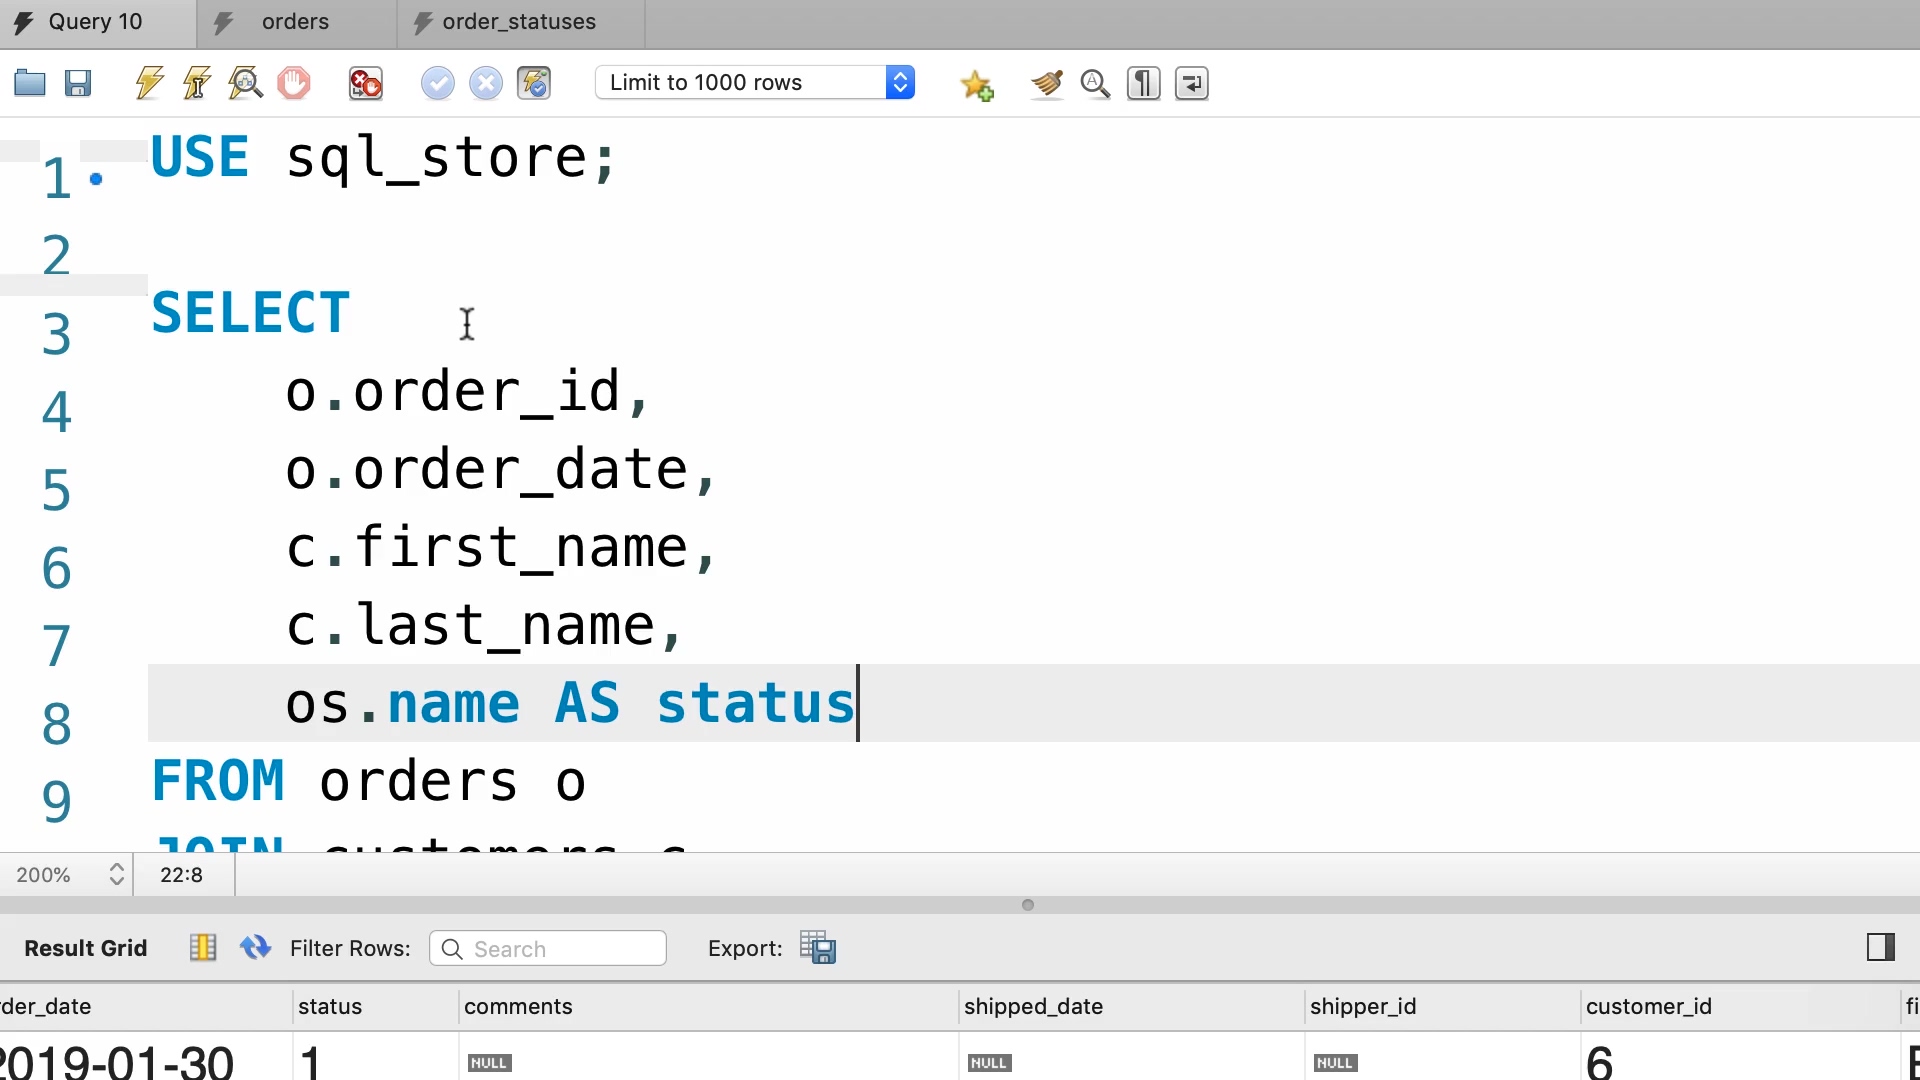 Query 10 orders order_statuses
Limit to 1000 rows
1 USE sql_store;
2
3 SELECT
4 o.order_id,
5 o.order_date,
6 c.first_name,
7 c.last_name,
8 os.name AS status
9 FROM orders o
JOIN customers c
200% 22:8
Result Grid Filter Rows: Search Export:
der_date status comments shipped_date shipper_id customer_id fi
2019-01-30 1 NULL NULL NULL 6